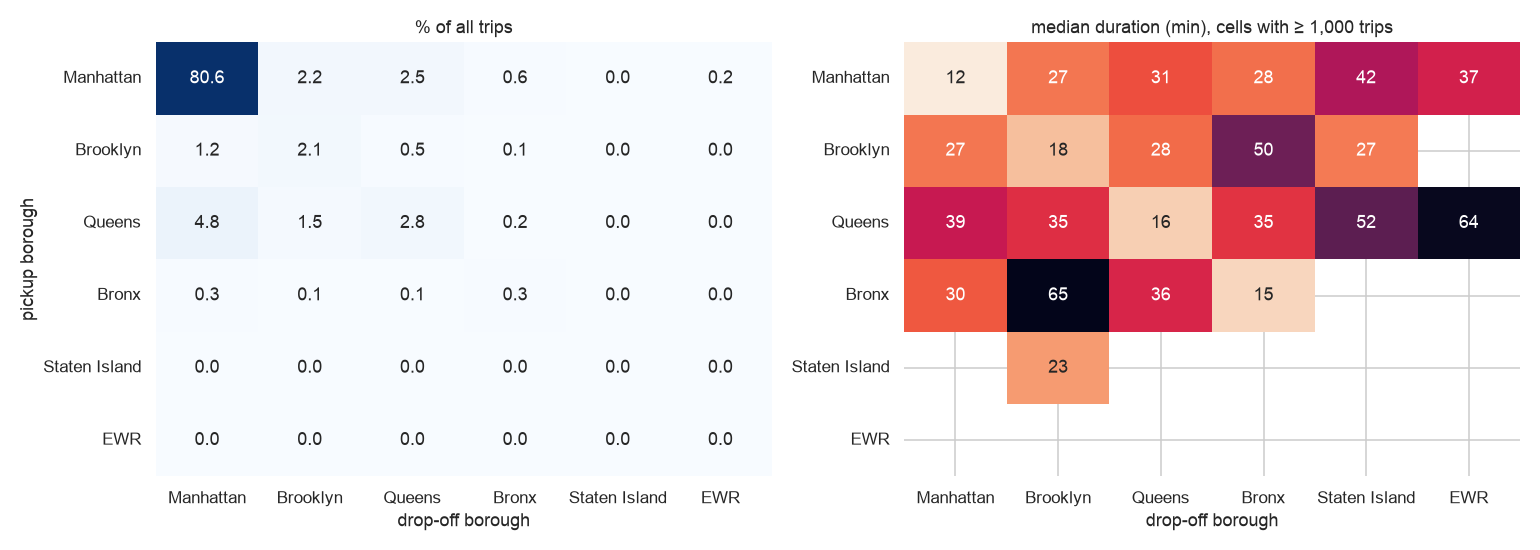 % of all trips
Manhattan 80.6 2.2 2.5 0.6 0.0 0.2
Brooklyn 1.2 2.1 0.5 0.1 0.0 0.0
Queens 4.8 1.5 2.8 0.2 0.0 0.0
Bronx 0.3 0.1 0.1 0.3 0.0 0.0
Staten Island 0.0 0.0 0.0 0.0 0.0 0.0
EWR 0.0 0.0 0.0 0.0 0.0 0.0
Manhattan Brooklyn Queens Bronx Staten Island EWR
drop-off borough
pickup borough
median duration (min), cells with ≥ 1,000 trips
Manhattan 12 27 31 28 42 37
Brooklyn 27 18 28 50 27
Queens 39 35 16 35 52 64
Bronx 30 65 36 15
Staten Island 23
EWR
Manhattan Brooklyn Queens Bronx Staten Island EWR
drop-off borough